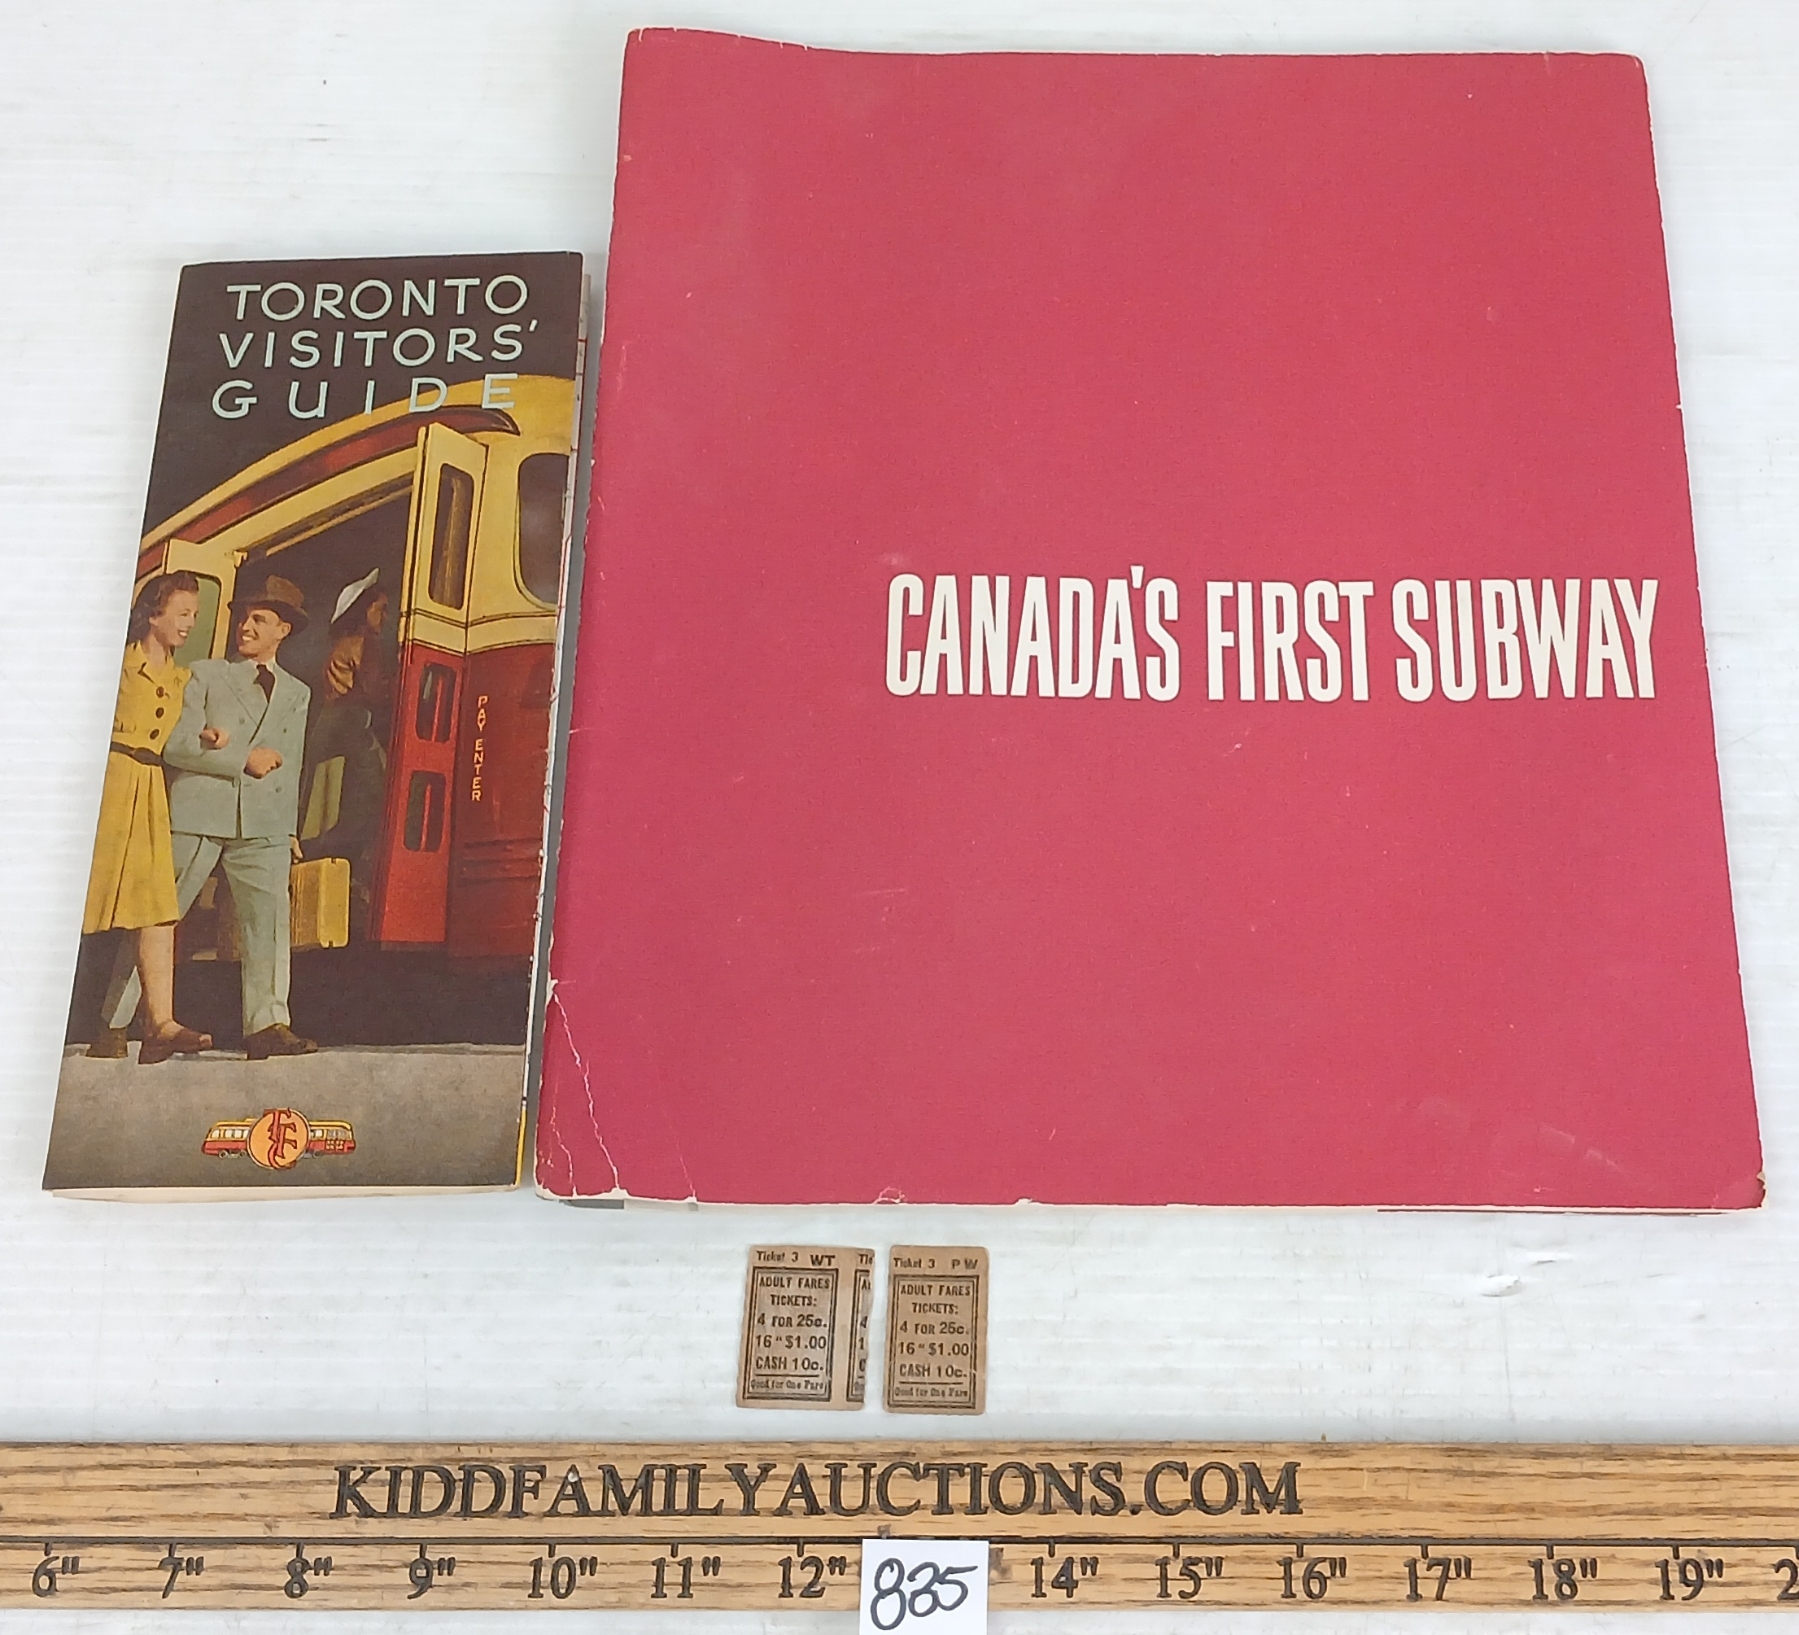 TORONTO
VISITORS'
GUIDE
PAY ENTER
TTC
CANADA'S FIRST SUBWAY
Ticket 3 WT
ADULT FARES
TICKETS:
4 FOR 25c.
16 " $1.00
CASH 10c.
Good for One Fare
Ticket 3 PW
ADULT FARES
TICKETS:
4 FOR 25c.
16 " $1.00
CASH 10c.
Good for One Fare
KIDDFAMILYAUCTIONS.COM
6" 7" 8" 9" 10" 11" 12" 14" 15" 16" 17" 18" 19" 2
835